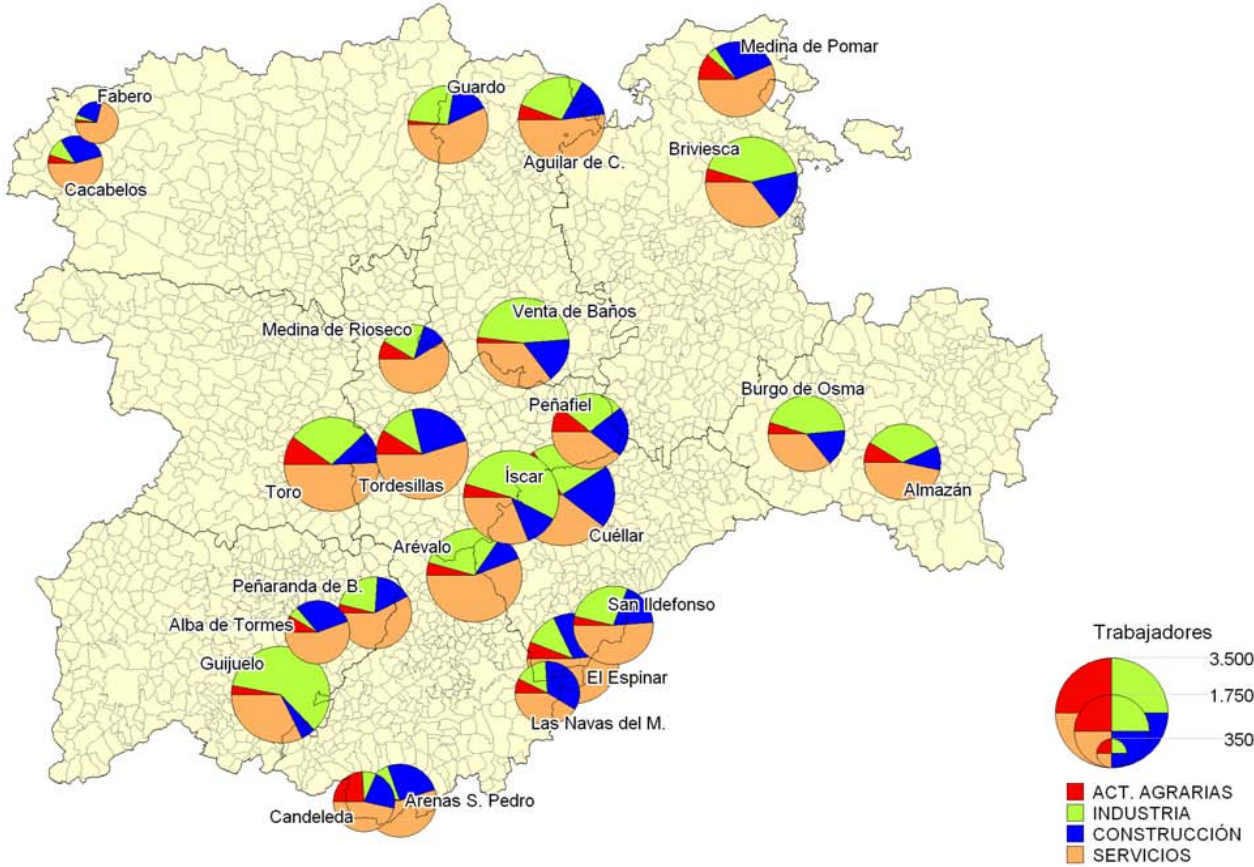 Medina de Pomar
Fabero
Guardo
Briviesca
Aguilar de C.
Cacabelos
Venta de Baños
Medina de Rioseco
Burgo de Osma
Peñafiel
Íscar
Toro
Tordesillas
Almazán
Cuéllar
Arévalo
Peñaranda de B.
San Ildefonso
Alba de Tormes
Guijuelo
El Espinar
Las Navas del M.
Arenas S. Pedro
Candeleda
Trabajadores
3.500
1.750
350
ACT. AGRARIAS
INDUSTRIA
CONSTRUCCIÓN
SERVICIOS